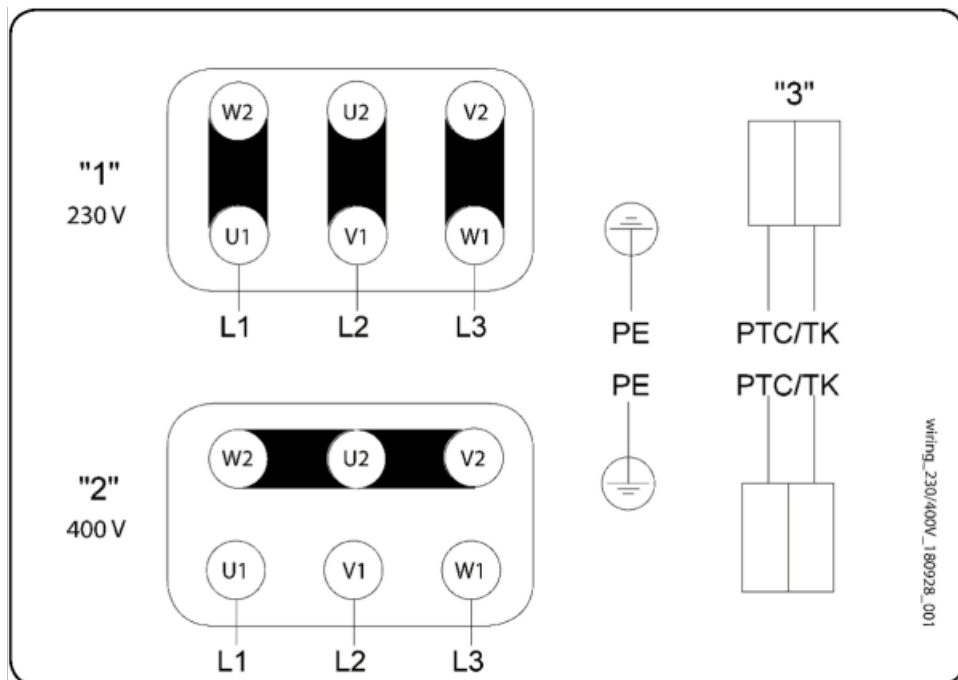 "1"
230 V
W2 U2 V2
U1 V1 W1
L1 L2 L3
"2"
400 V
W2 U2 V2
U1 V1 W1
L1 L2 L3
PE
PE
"3"
PTC/TK
PTC/TK
wiring_230/400V_180928_001